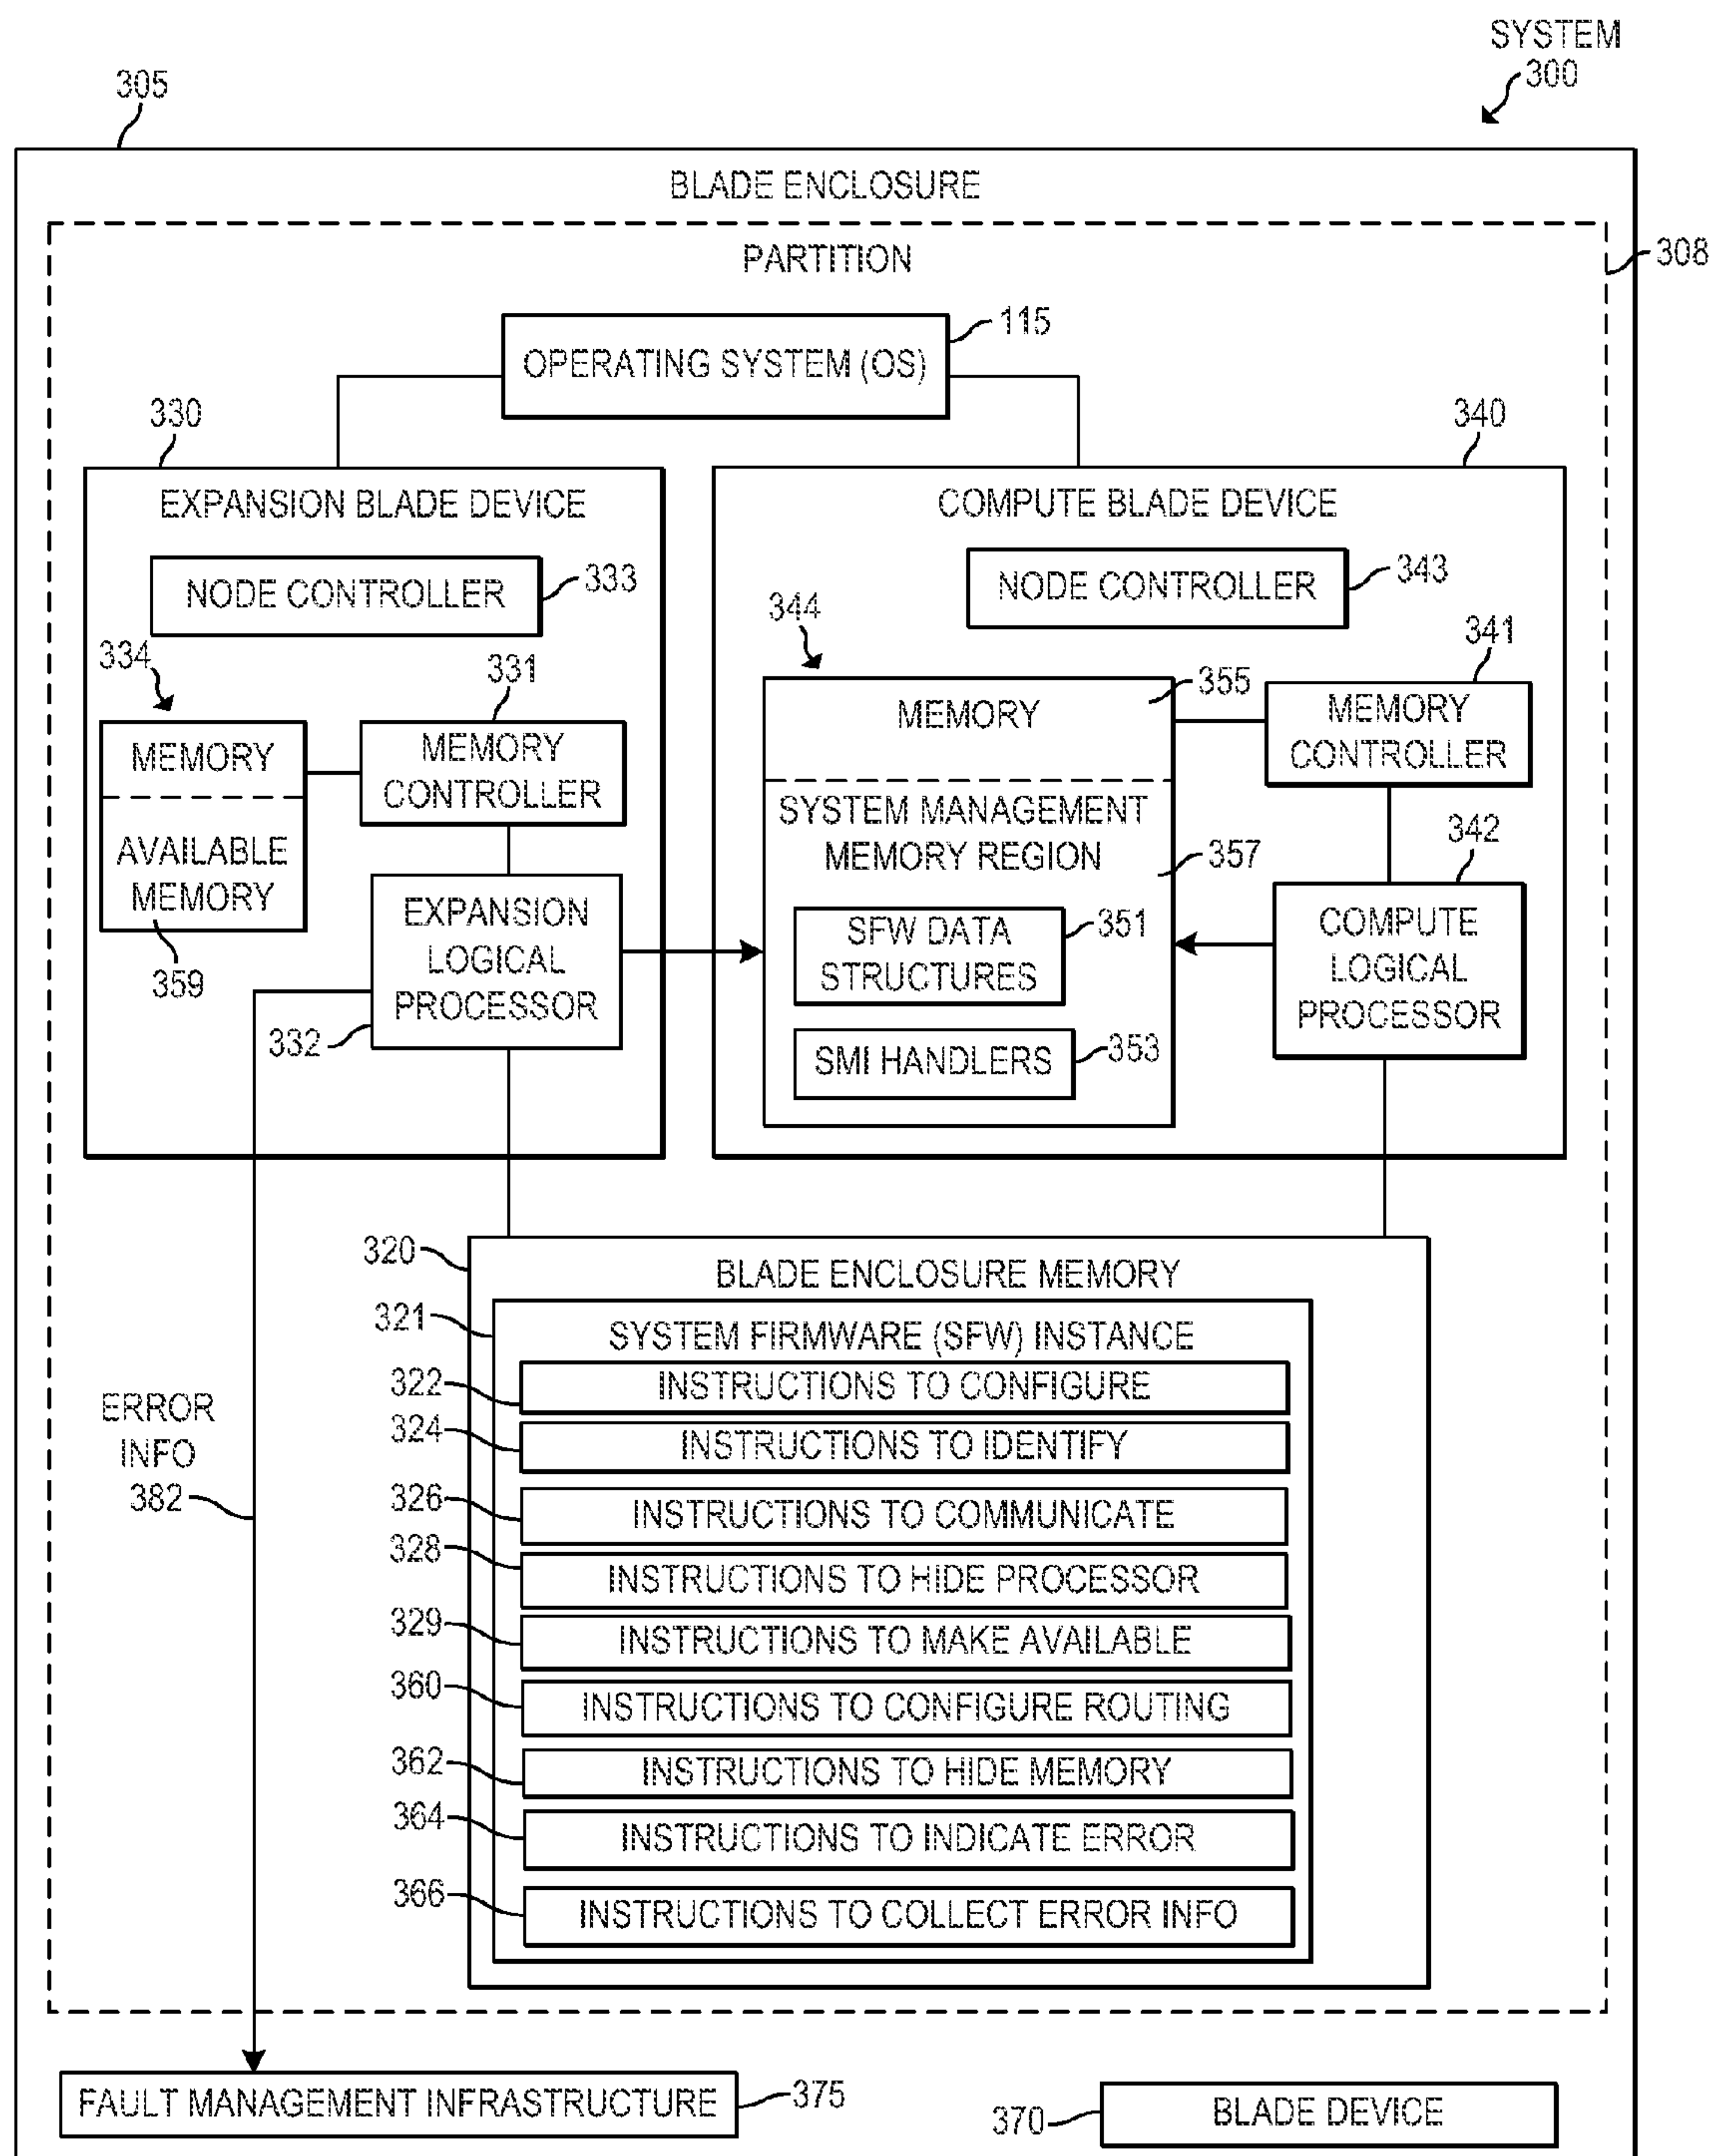 SYSTEM
300
305
BLADE ENCLOSURE
PARTITION
308
115
OPERATING SYSTEM (OS)
330
340
EXPANSION BLADE DEVICE
COMPUTE BLADE DEVICE
NODE CONTROLLER
333
NODE CONTROLLER
343
334
331
344
341
MEMORY
AVAILABLE
MEMORY
359
MEMORY
CONTROLLER
EXPANSION
LOGICAL
PROCESSOR
332
MEMORY
355
SYSTEM MANAGEMENT
MEMORY REGION
357
SFW DATA
STRUCTURES
351
SMI HANDLERS
353
MEMORY
CONTROLLER
342
COMPUTE
LOGICAL
PROCESSOR
320
BLADE ENCLOSURE MEMORY
321
SYSTEM FIRMWARE (SFW) INSTANCE
322
INSTRUCTIONS TO CONFIGURE
324
INSTRUCTIONS TO IDENTIFY
326
INSTRUCTIONS TO COMMUNICATE
328
INSTRUCTIONS TO HIDE PROCESSOR
329
INSTRUCTIONS TO MAKE AVAILABLE
360
INSTRUCTIONS TO CONFIGURE ROUTING
362
INSTRUCTIONS TO HIDE MEMORY
364
INSTRUCTIONS TO INDICATE ERROR
366
INSTRUCTIONS TO COLLECT ERROR INFO
ERROR
INFO
382
FAULT MANAGEMENT INFRASTRUCTURE
375
370
BLADE DEVICE